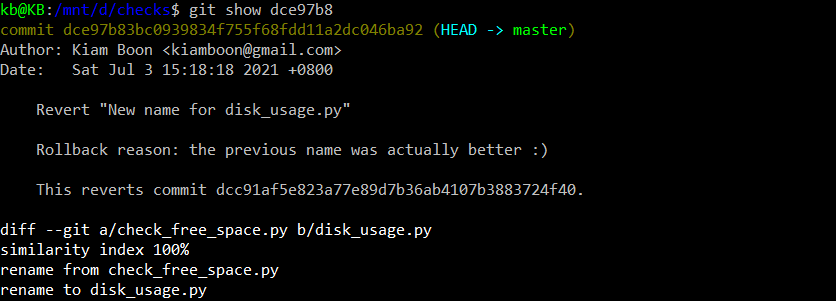 kb@KB:/mnt/d/checks$ git show dce97b8
commit dce97b83bc0939834f755f68fdd11a2dc046ba92 (HEAD -> master)
Author: Kiam Boon <kiamboon@gmail.com>
Date:   Sat Jul 3 15:18:18 2021 +0800
Revert "New name for disk_usage.py"
Rollback reason: the previous name was actually better :)
This reverts commit dcc91af5e823a77e89d7b36ab4107b3883724f40.
diff --git a/check_free_space.py b/disk_usage.py
similarity index 100%
rename from check_free_space.py
rename to disk_usage.py